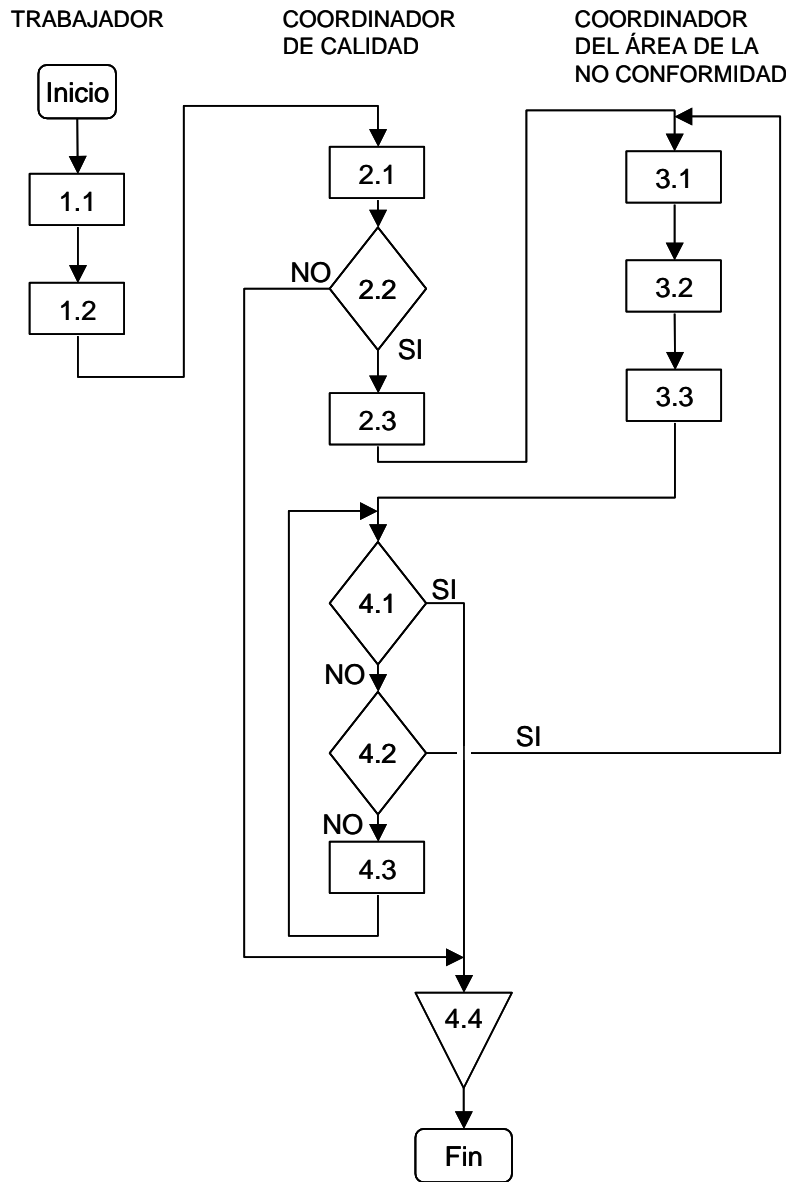 TRABAJADOR
COORDINADOR
DE CALIDAD
COORDINADOR
DEL ÁREA DE LA
NO CONFORMIDAD
Inicio
1.1
1.2
2.1
NO
2.2
SI
2.3
3.1
3.2
3.3
4.1
SI
NO
4.2
SI
NO
4.3
4.4
Fin